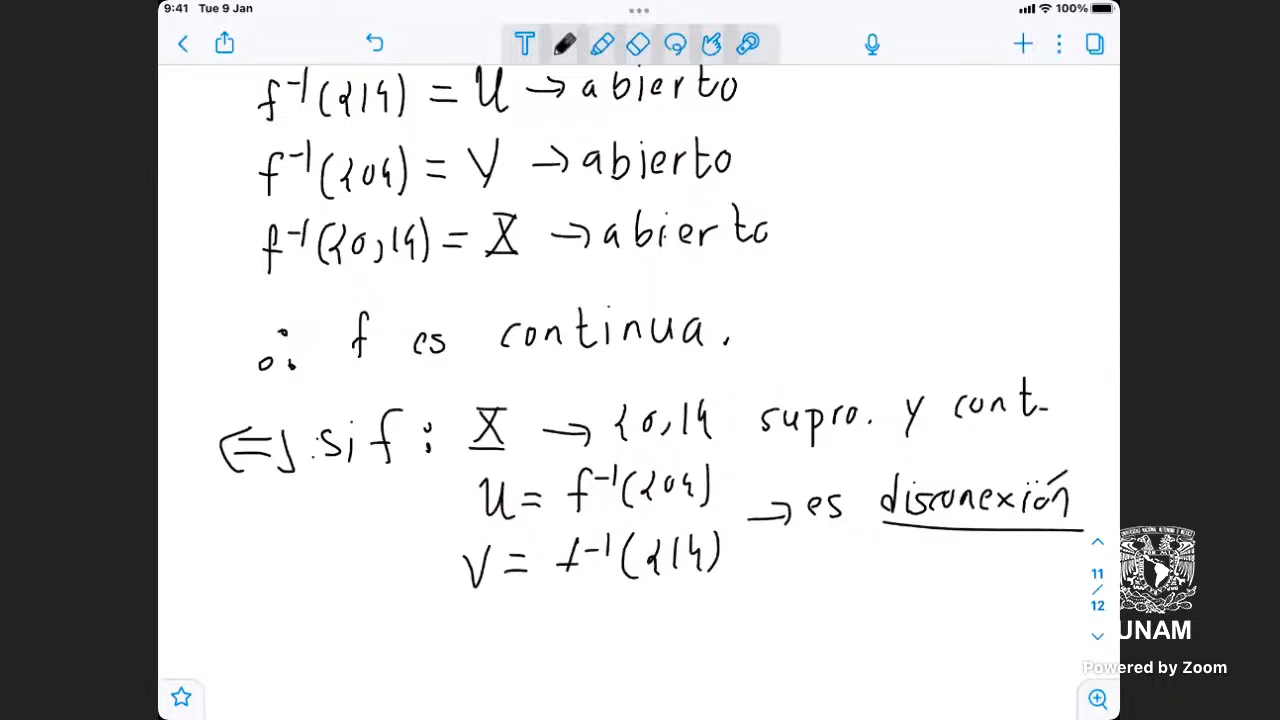 9:41 Tue 9 Jan
100%
f⁻¹({1}) = U → abierto
f⁻¹({0}) = V → abierto
f⁻¹({0,1}) = X → abierto
∴ f es continua.
⇐) si f : X → {0,1} supra. y cont.
U = f⁻¹({0})
→ es disconexión
V = f⁻¹({1})
11
/
12
UNAM
Powered by Zoom